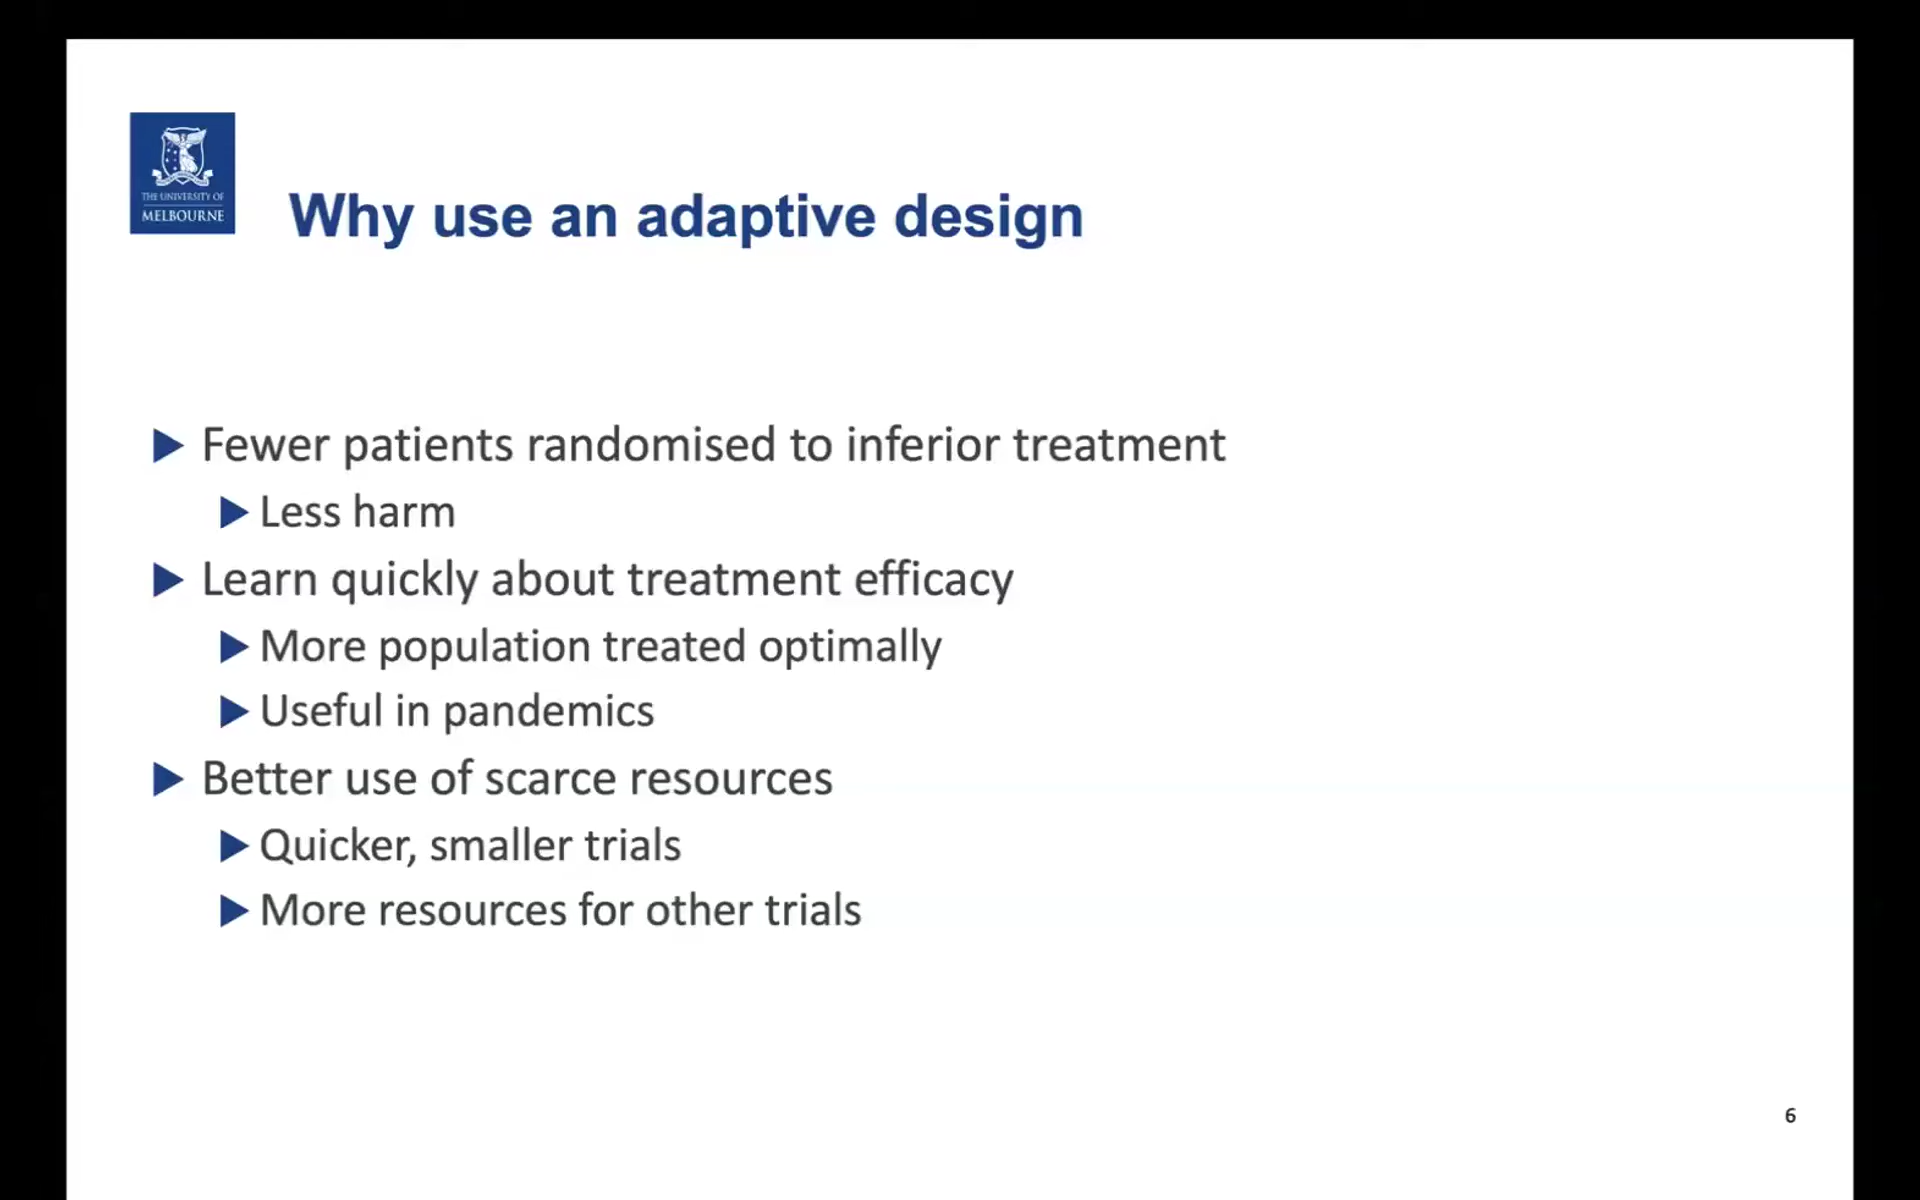 THE UNIVERSITY OF
MELBOURNE
Why use an adaptive design
Fewer patients randomised to inferior treatment
Less harm
Learn quickly about treatment efficacy
More population treated optimally
Useful in pandemics
Better use of scarce resources
Quicker, smaller trials
More resources for other trials
6